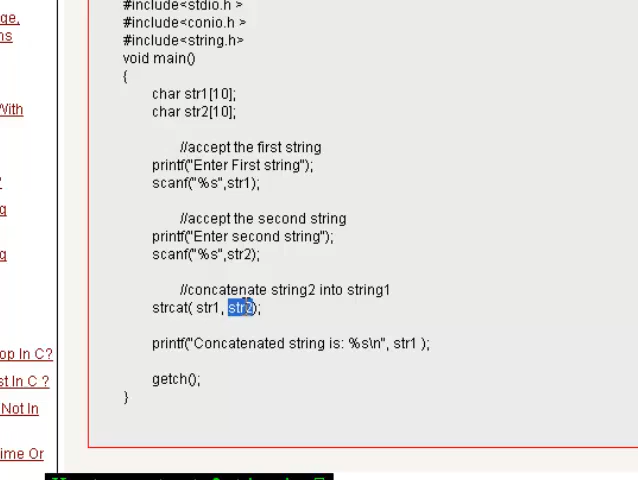 #include<stdio.h >
#include<conio.h >
#include<string.h>
void main()
{
char str1[10];
char str2[10];
//accept the first string
printf("Enter First string");
scanf("%s",str1);
//accept the second string
printf("Enter second string");
scanf("%s",str2);
//concatenate string2 into string1
strcat( str1, str2);
printf("Concatenated string is: %s\n", str1 );
getch();
}
ge,
ns
With
?
g
g
op In C?
st In C ?
Not In
ime Or